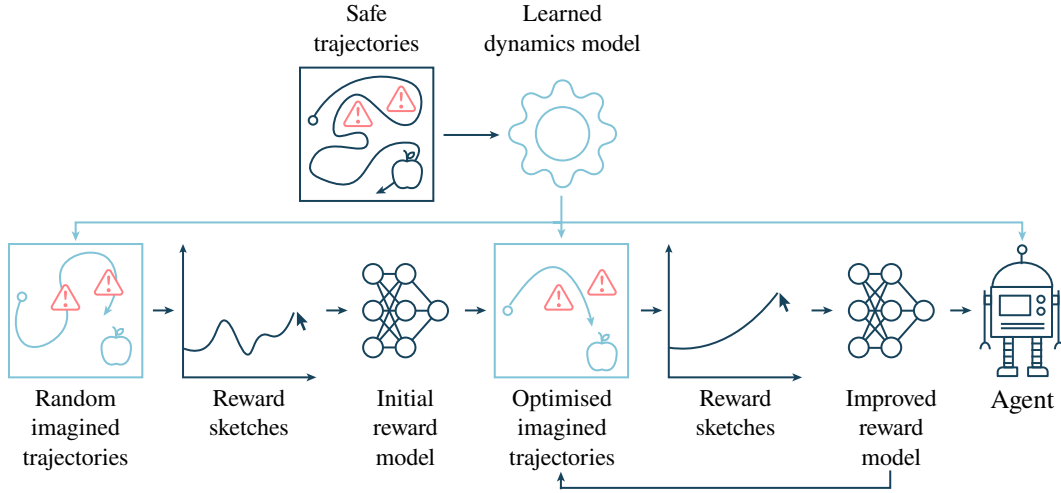 Safe
trajectories
Learned
dynamics model
Random
imagined
trajectories
Reward
sketches
Initial
reward
model
Optimised
imagined
trajectories
Reward
sketches
Improved
reward
model
Agent